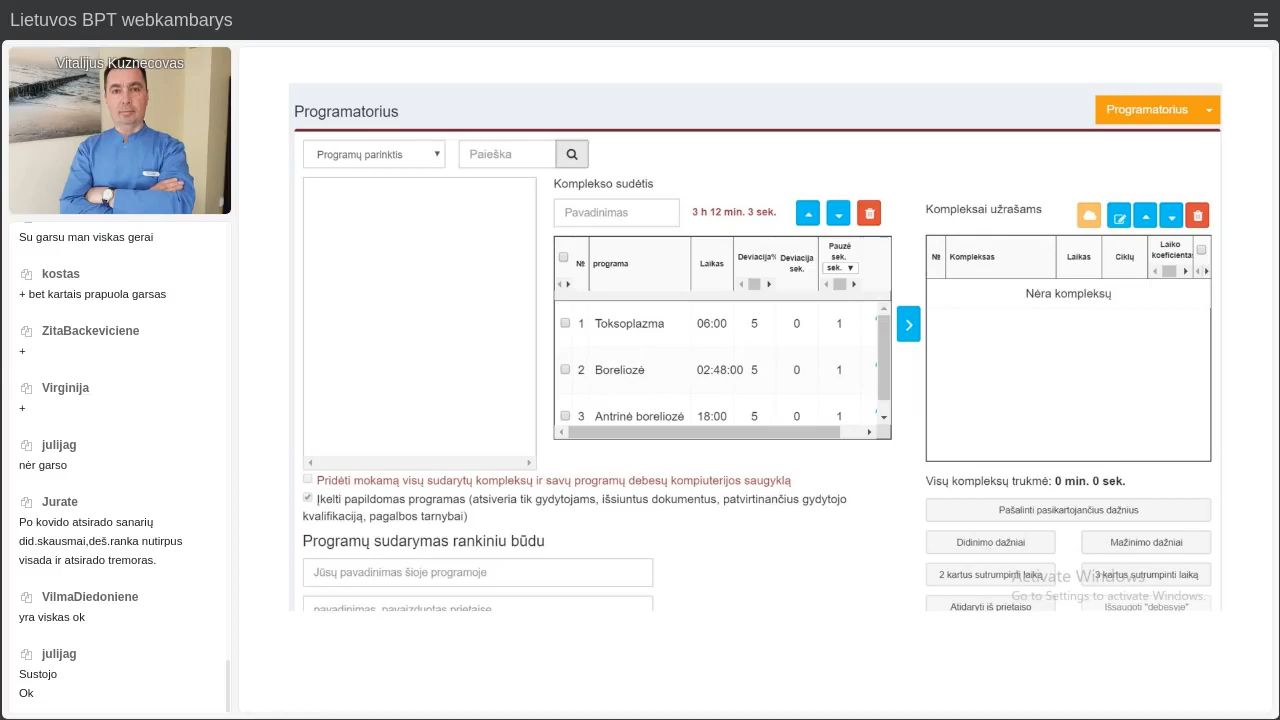 Lietuvos BPT webkambarys
Vitalijus Kuznecovas
Su garsu man viskas gerai
kostas
+ bet kartais prapuola garsas
ZitaBackeviciene
+
Virginija
+
julijag
nėr garso
Jurate
Po kovido atsirado sanarių
did.skausmai,deš.ranka nutirpus
visada ir atsirado tremoras.
VilmaDiedoniene
yra viskas ok
julijag
Sustojo
Ok
Programatorius
Programatorius
Programų parinktis
Paieška
Komplekso sudėtis
Pavadinimas
3 h 12 min. 3 sek.
№ programa Laikas Deviacija% Deviacija sek. Pauzė sek. sek.
1 Toksoplazma 06:00 5 0 1
2 Boreliozė 02:48:00 5 0 1
3 Antrinė boreliozė 18:00 5 0 1
Kompleksai užrašams
№ Kompleksas Laikas Ciklų Laiko koeficientas
Nėra kompleksų
Pridėti mokamą visų sudarytų kompleksų ir savų programų debesų kompiuterijos saugyklą
Įkelti papildomas programas (atsiveria tik gydytojams, išsiuntus dokumentus, patvirtinančius gydytojo
kvalifikaciją, pagalbos tarnybai)
Programų sudarymas rankiniu būdu
Jūsų pavadinimas šioje programoje
pavadinimas, pavaizduotas prietaise
Visų kompleksų trukmė: 0 min. 0 sek.
Pašalinti pasikartojančius dažnius
Didinimo dažniai
Mažinimo dažniai
2 kartus sutrumpinti laiką
3 kartus sutrumpinti laiką
Atidaryti iš prietaiso
Išsaugoti "debesyje"
Activate Windows
Go to Settings to activate Windows.